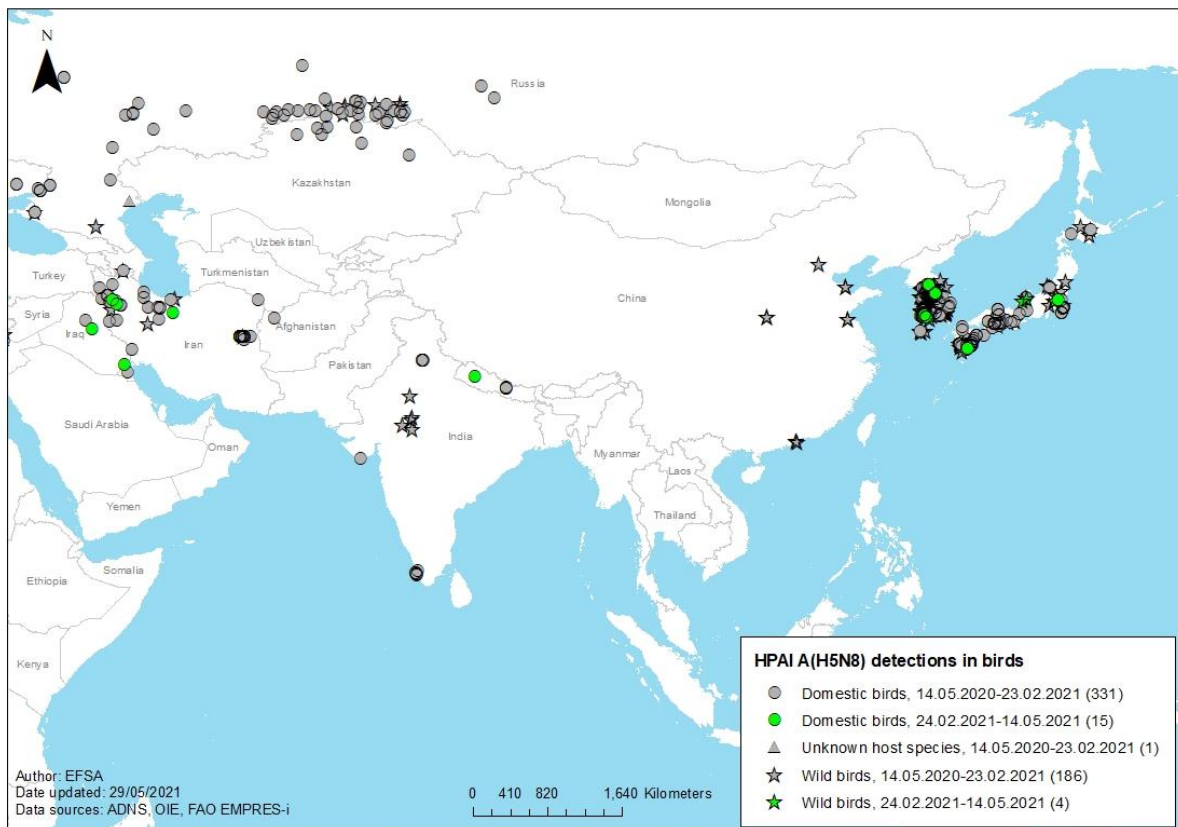 N
Russia
Kazakhstan
Mongolia
Uzbekistan
Turkey
Turkmenistan
China
Syria
Iraq
Iran
Afghanistan
Pakistan
Saudi Arabia
India
Oman
Myanmar
Laos
Yemen
Thailand
Ethiopia
Somalia
Kenya
HPAI A(H5N8) detections in birds
Domestic birds, 14.05.2020-23.02.2021 (331)
Domestic birds, 24.02.2021-14.05.2021 (15)
Unknown host species, 14.05.2020-23.02.2021 (1)
Wild birds, 14.05.2020-23.02.2021 (186)
Wild birds, 24.02.2021-14.05.2021 (4)
Author: EFSA
Date updated: 29/05/2021
Data sources: ADNS, OIE, FAO EMPRES-i
0 410 820 1,640 Kilometers